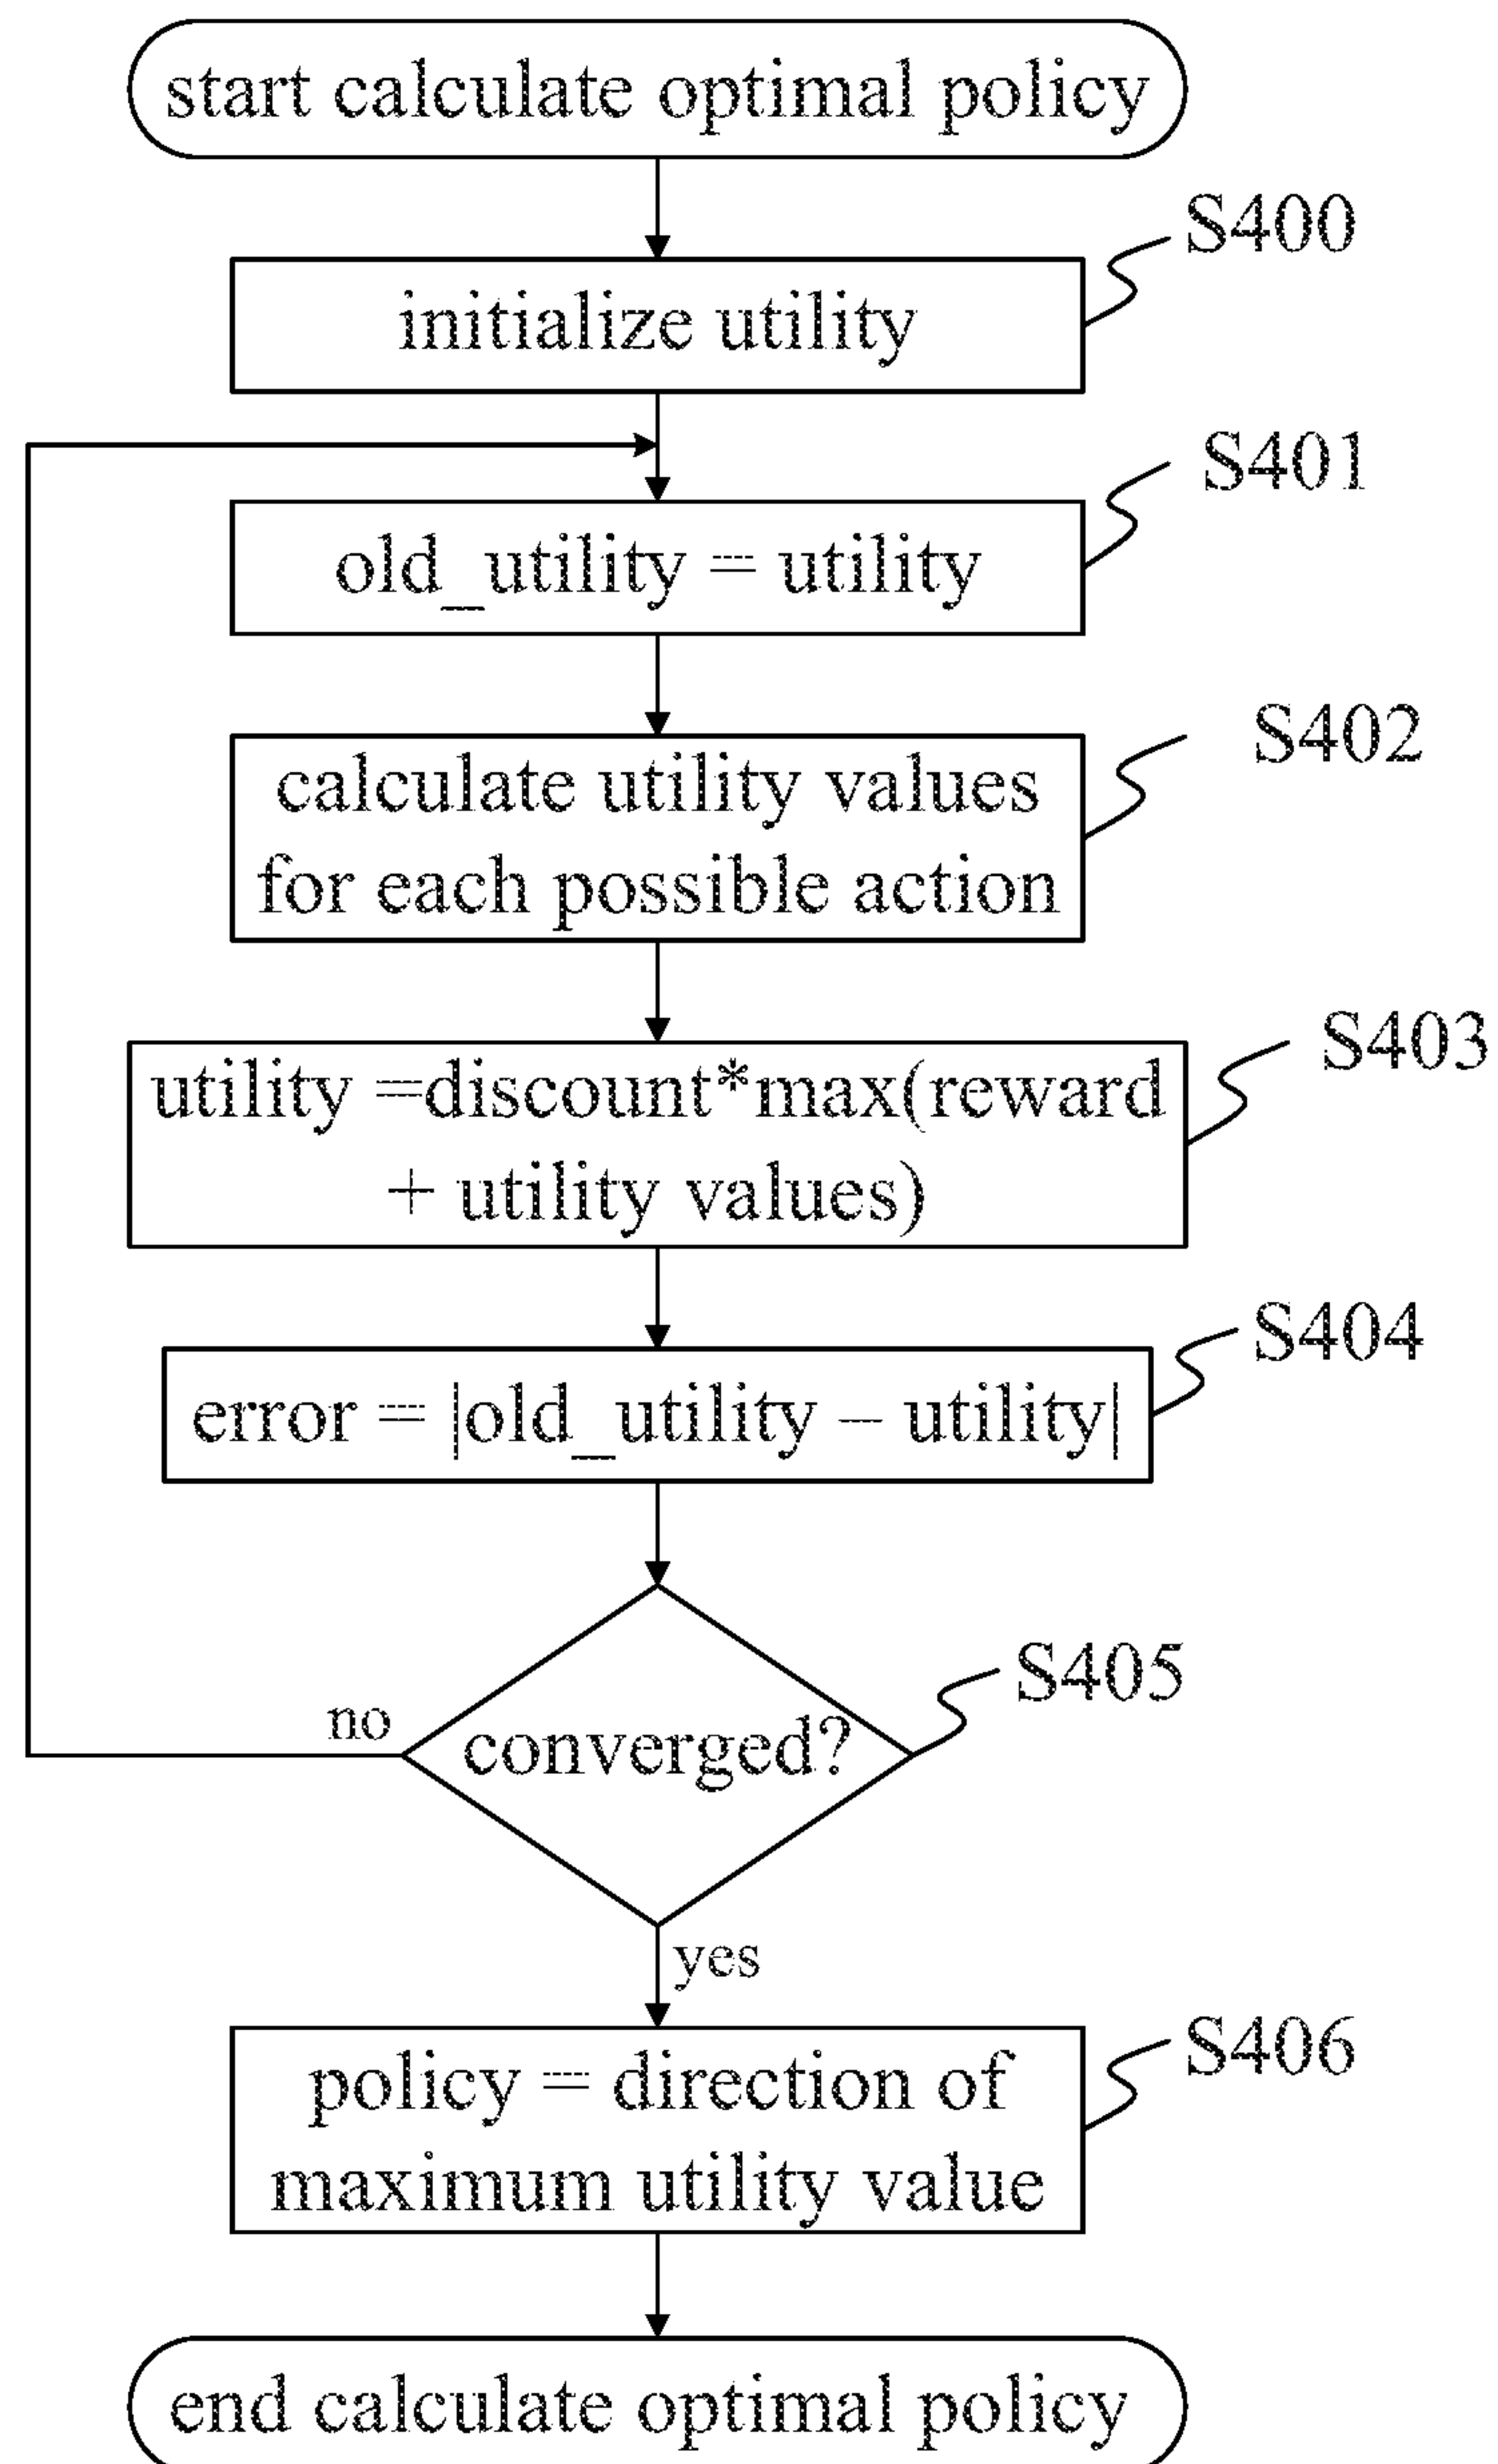 start calculate optimal policy
S400
initialize utility
S401
old_utility = utility
S402
calculate utility values
for each possible action
S403
utility =discount*max(reward
+ utility values)
S404
error = |old_utility – utility|
S405
no
converged?
yes
S406
policy = direction of
maximum utility value
end calculate optimal policy